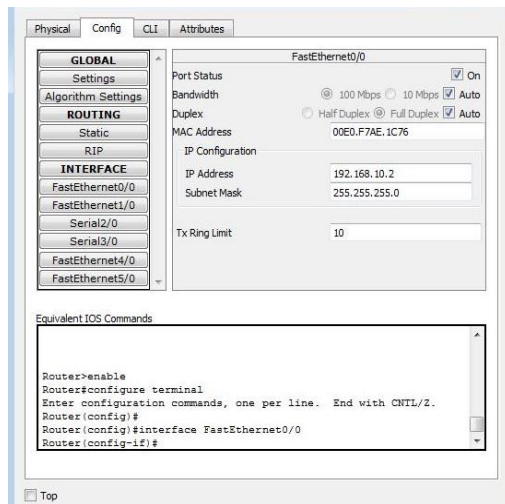 Physical Config CLI Attributes
GLOBAL
Settings
Algorithm Settings
ROUTING
Static
RIP
INTERFACE
FastEthernet0/0
FastEthernet1/0
Serial2/0
Serial3/0
FastEthernet4/0
FastEthernet5/0
FastEthernet0/0
Port Status On
Bandwidth 100 Mbps 10 Mbps Auto
Duplex Half Duplex Full Duplex Auto
MAC Address 00E0.F7AE.1C76
IP Configuration
IP Address 192.168.10.2
Subnet Mask 255.255.255.0
Tx Ring Limit 10
Equivalent IOS Commands
Router>enable
Router#configure terminal
Enter configuration commands, one per line. End with CNTL/Z.
Router(config)#
Router(config)#interface FastEthernet0/0
Router(config-if)#
Top